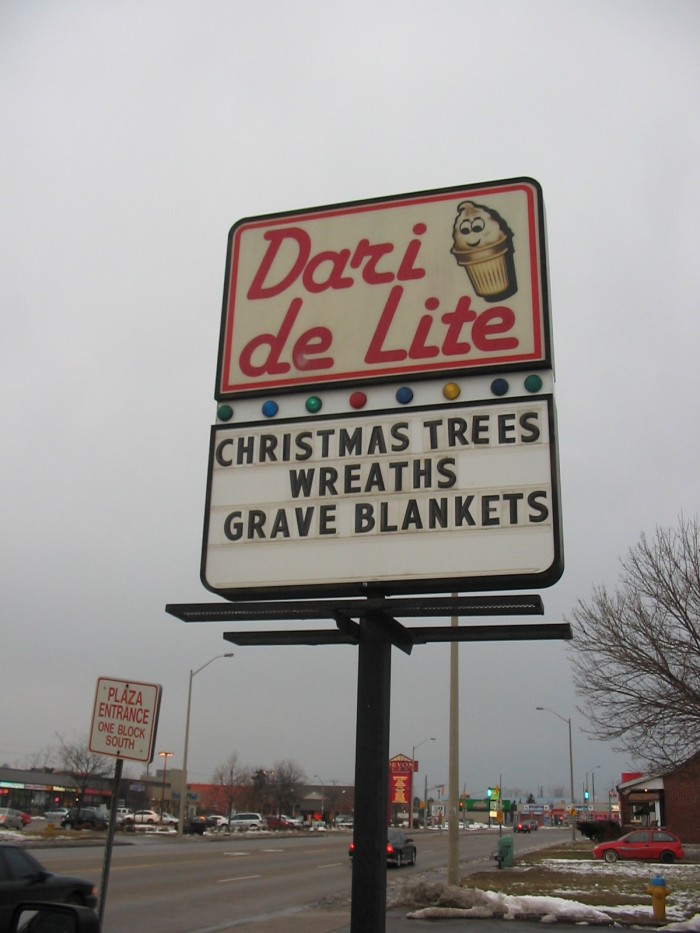 Dari
de Lite
CHRISTMAS TREES
WREATHS
GRAVE BLANKETS
PLAZA
ENTRANCE
ONE BLOCK
SOUTH